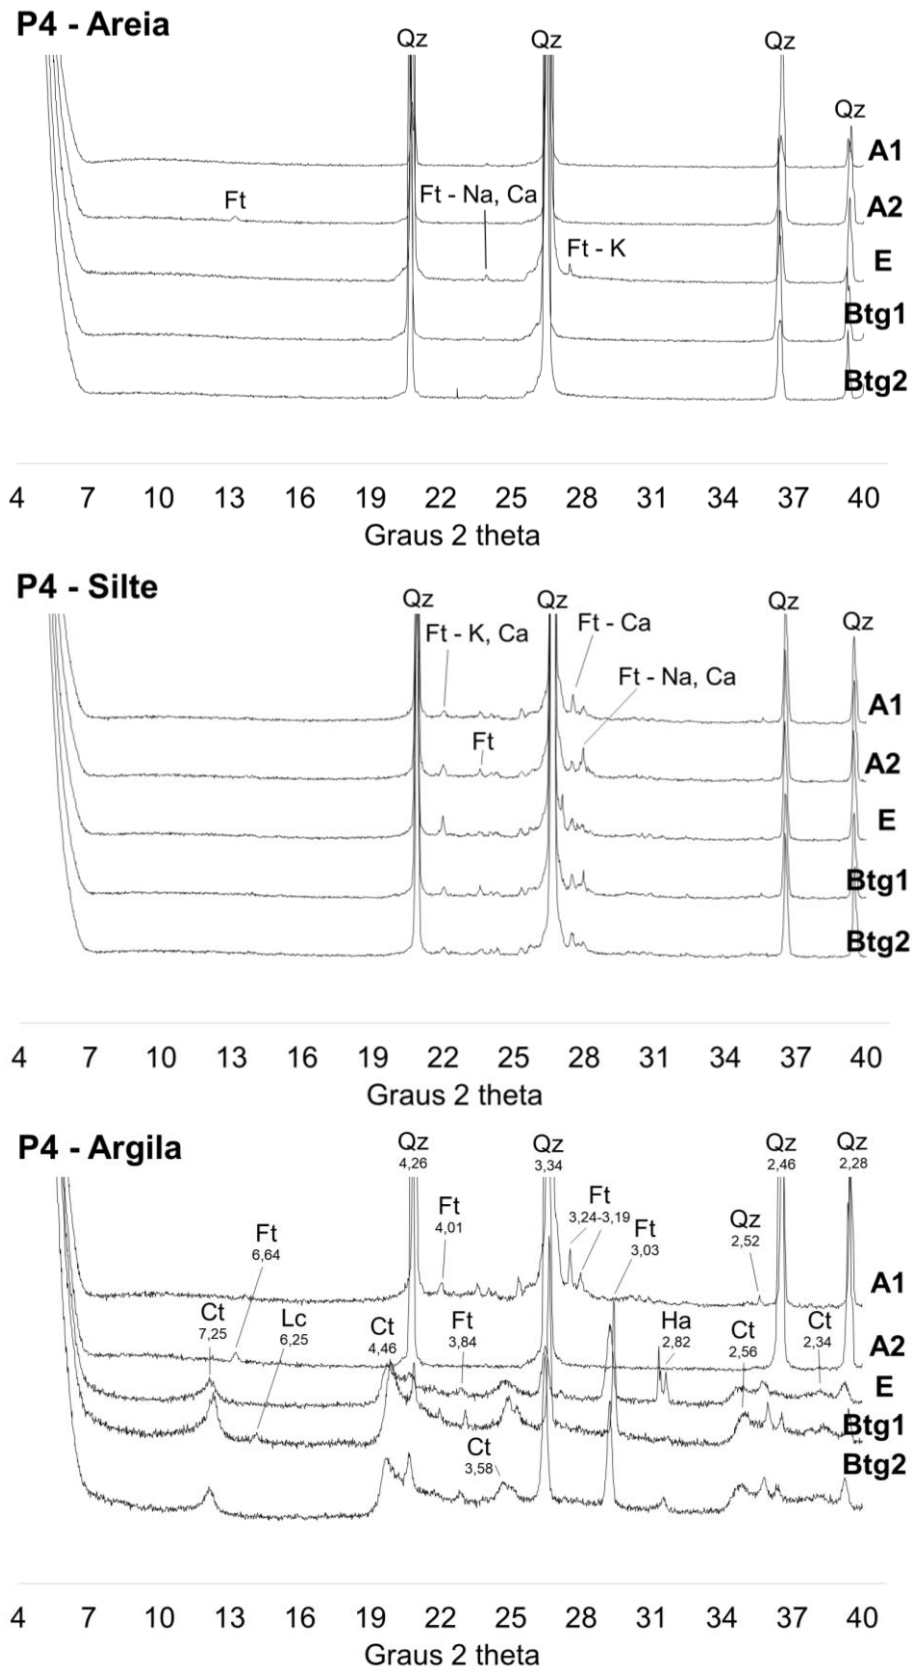 P4 - Areia
Qz Qz Qz
Qz
A1
Ft Ft - Na, Ca A2
Ft - K E
Btg1
Btg2
4 7 10 13 16 19 22 25 28 31 34 37 40
Graus 2 theta
P4 - Silte
Qz Qz Qz
Ft - K, Ca Ft - Ca Qz
Ft - Na, Ca
A1
Ft A2
E
Btg1
Btg2
4 7 10 13 16 19 22 25 28 31 34 37 40
Graus 2 theta
P4 - Argila
Qz Qz Qz Qz
4,26 3,34 2,46 2,28
Ft Ft
4,01 3,24-3,19
Ft Ft Qz
6,64 3,03 2,52
A1
Ct Lc Ct Ft Ha Ct Ct
7,25 6,25 4,46 3,84 2,82 2,56 2,34
A2
E
Btg1
Ct
3,58
Btg2
4 7 10 13 16 19 22 25 28 31 34 37 40
Graus 2 theta